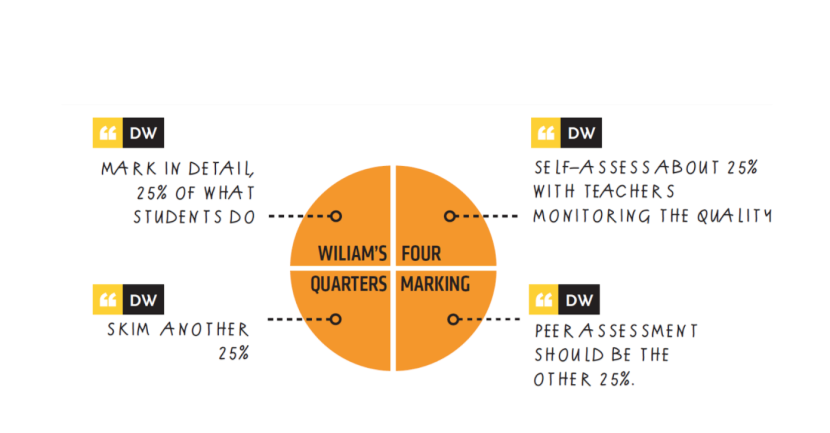 DW
MARK IN DETAIL,
25% OF WHAT
STUDENTS DO
DW
SELF-ASSESS ABOUT 25%
WITH TEACHERS
MONITORING THE QUALITY
WILIAM'S FOUR
QUARTERS MARKING
DW
SKIM ANOTHER
25%
DW
PEER ASSESSMENT
SHOULD BE THE
OTHER 25%.